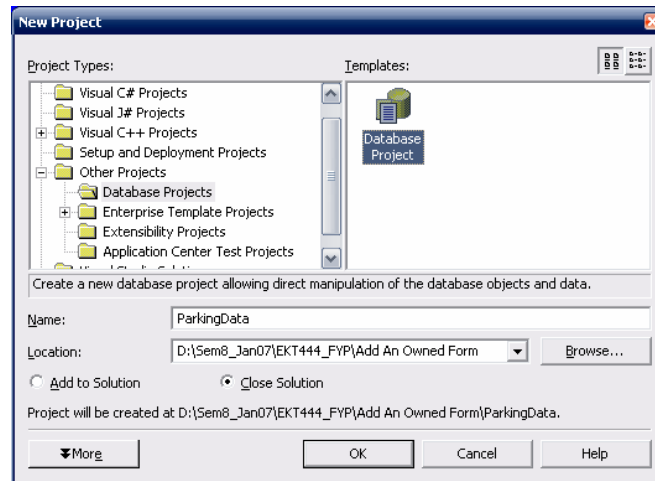 New Project
Project Types:
Templates:
Visual C# Projects
Visual J# Projects
Visual C++ Projects
Setup and Deployment Projects
Other Projects
Database Projects
Enterprise Template Projects
Extensibility Projects
Application Center Test Projects
Database
Project
Create a new database project allowing direct manipulation of the database objects and data.
Name:
ParkingData
Location:
D:\Sem8_Jan07\EKT444_FYP\Add An Owned Form
Browse...
Add to Solution
Close Solution
Project will be created at D:\Sem8_Jan07\EKT444_FYP\Add An Owned Form\ParkingData.
More
OK
Cancel
Help